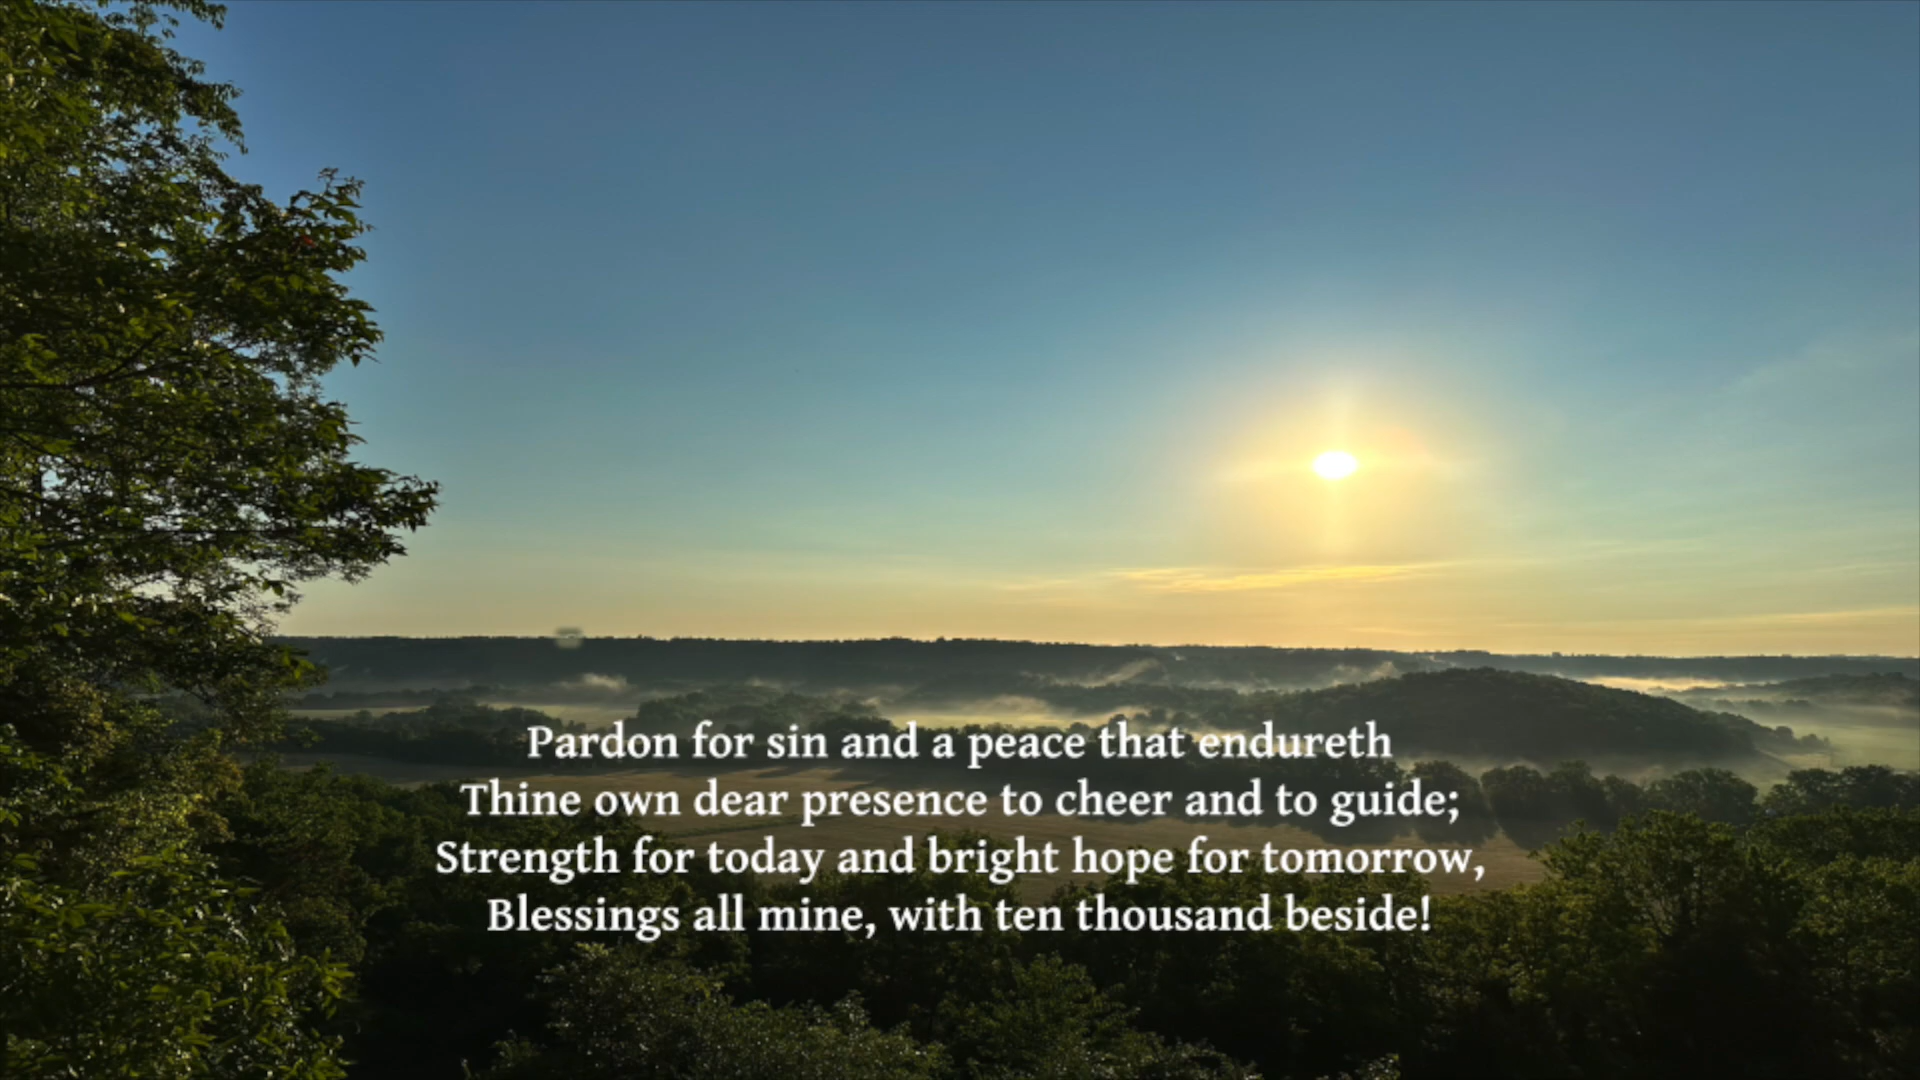 Pardon for sin and a peace that endureth
Thine own dear presence to cheer and to guide;
Strength for today and bright hope for tomorrow,
Blessings all mine, with ten thousand beside!